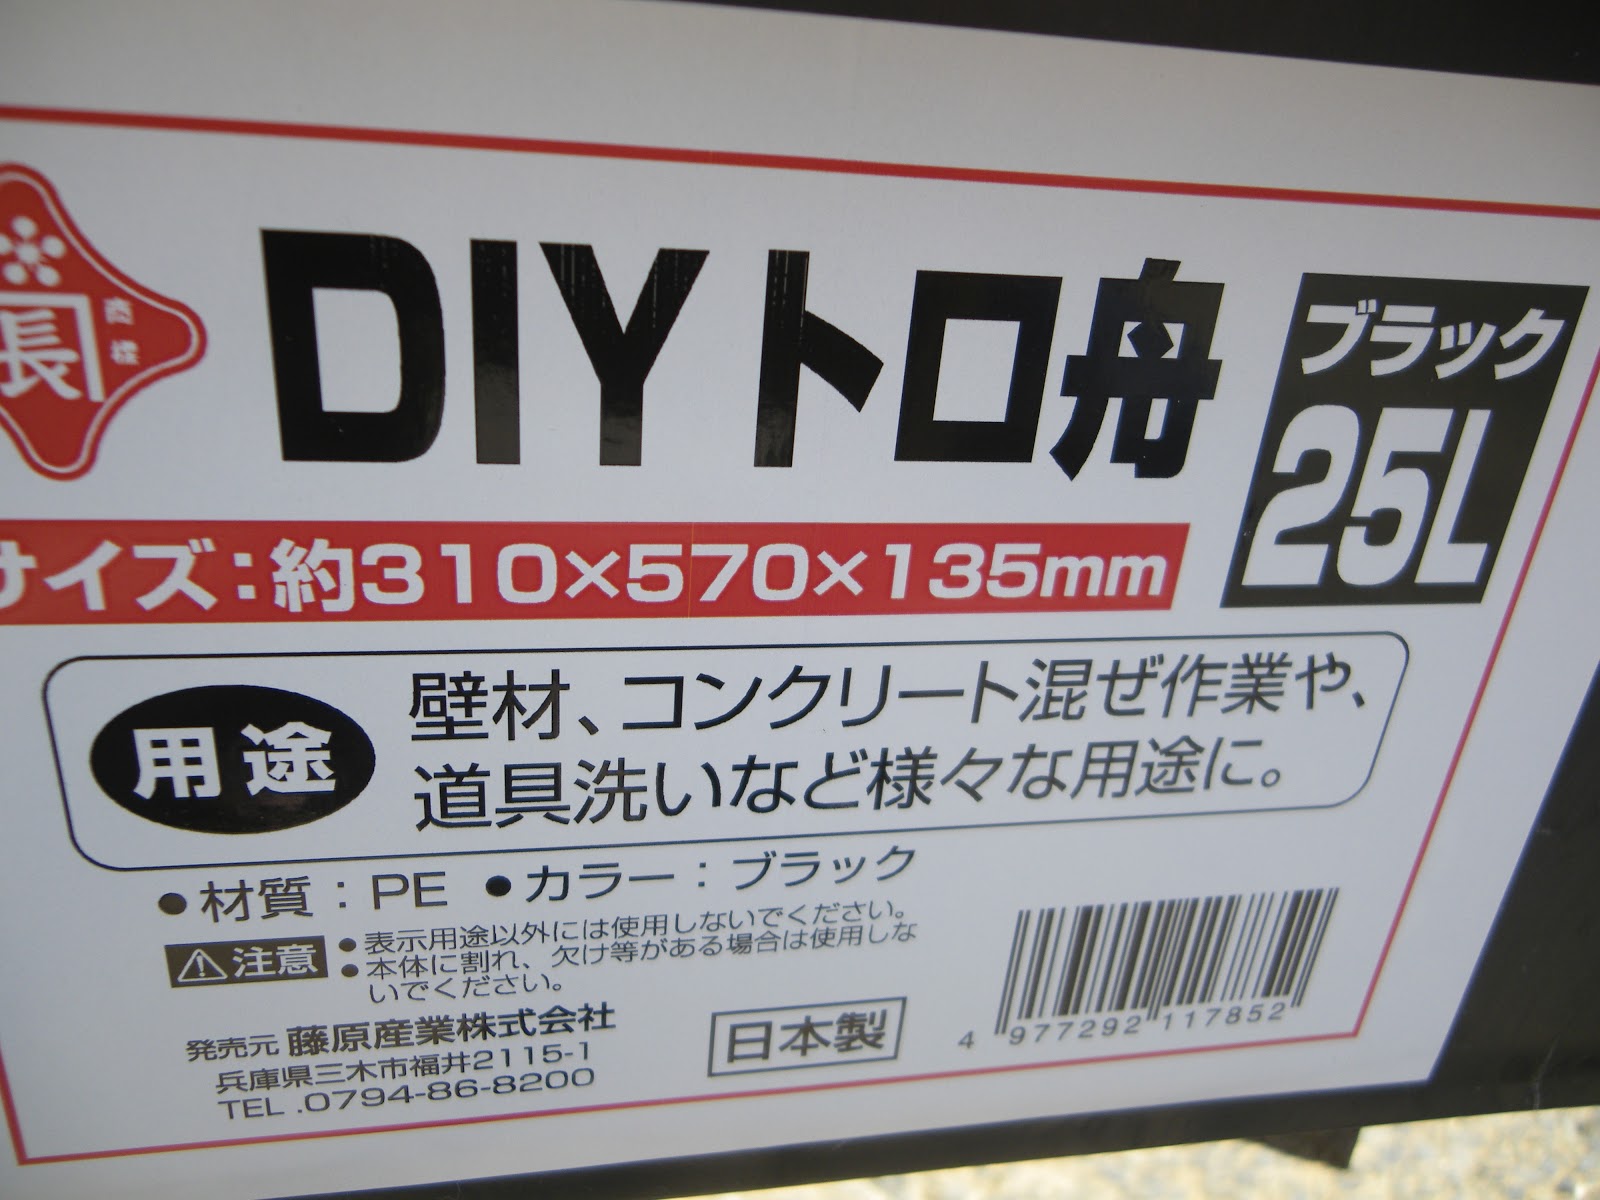 長
商標
DIYトロ舟
ブラック
25L
サイズ：約310×570×135mm
用途
壁材、コンクリート混ぜ作業や、
道具洗いなど様々な用途に。
●材質：PE ●カラー：ブラック
⚠注意
●表示用途以外には使用しないでください。
●本体に割れ、欠け等がある場合は使用しな
いでください。
発売元 藤原産業株式会社
兵庫県三木市福井2115-1
TEL.0794-86-8200
日本製
4 977292 117852